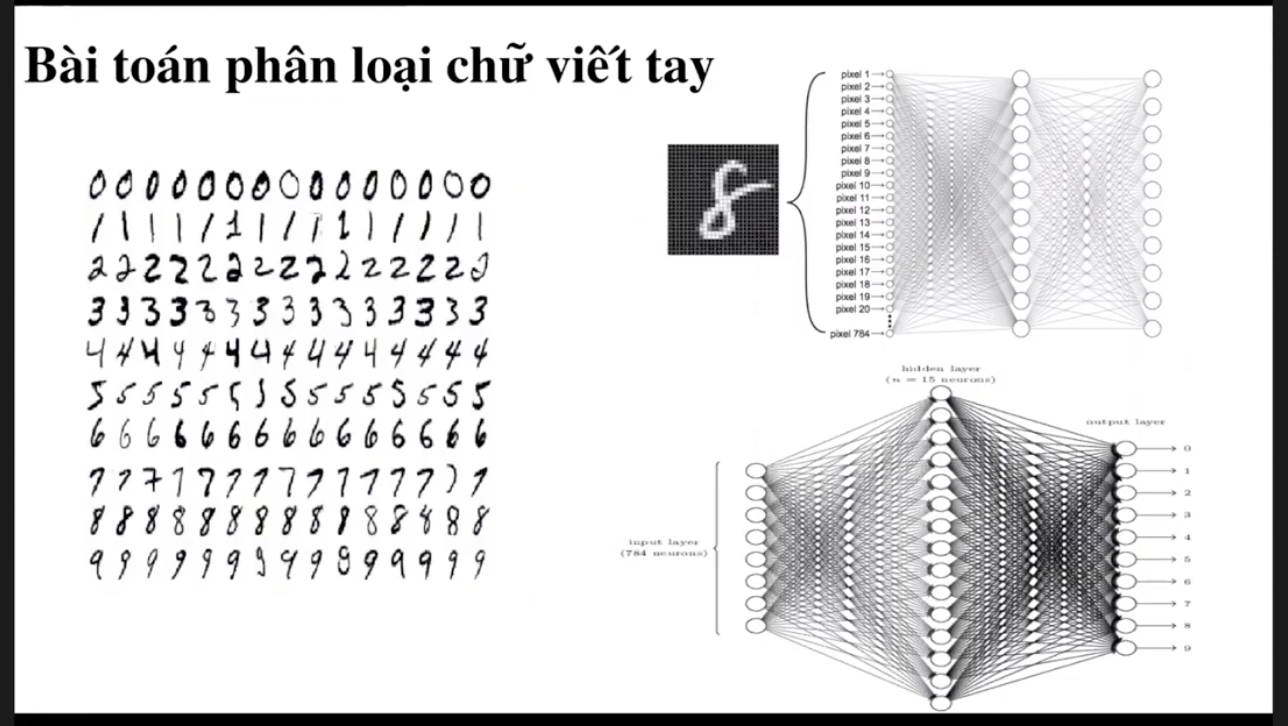 Bài toán phân loại chữ viết tay
0 0 0 0 0 0 0 0 0 0 0 0 0 0 0
1 1 1 1 1 1 1 1 1 1 1 1 1 1 1
2 2 2 2 2 2 2 2 2 2 2 2 2 2 2
3 3 3 3 3 3 3 3 3 3 3 3 3 3 3
4 4 4 4 4 4 4 4 4 4 4 4 4 4 4
5 5 5 5 5 5 5 5 5 5 5 5 5 5 5
6 6 6 6 6 6 6 6 6 6 6 6 6 6 6
7 7 7 7 7 7 7 7 7 7 7 7 7 7 7
8 8 8 8 8 8 8 8 8 8 8 8 8 8 8
9 9 9 9 9 9 9 9 9 9 9 9 9 9 9
8
pixel 1
pixel 2
pixel 3
pixel 4
pixel 5
pixel 6
pixel 7
pixel 8
pixel 9
pixel 10
pixel 11
pixel 12
pixel 13
pixel 14
pixel 15
pixel 16
pixel 17
pixel 18
pixel 19
pixel 20
pixel 784
hidden layer
(n = 15 neurons)
output layer
input layer
(784 neurons)
0
1
2
3
4
5
6
7
8
9